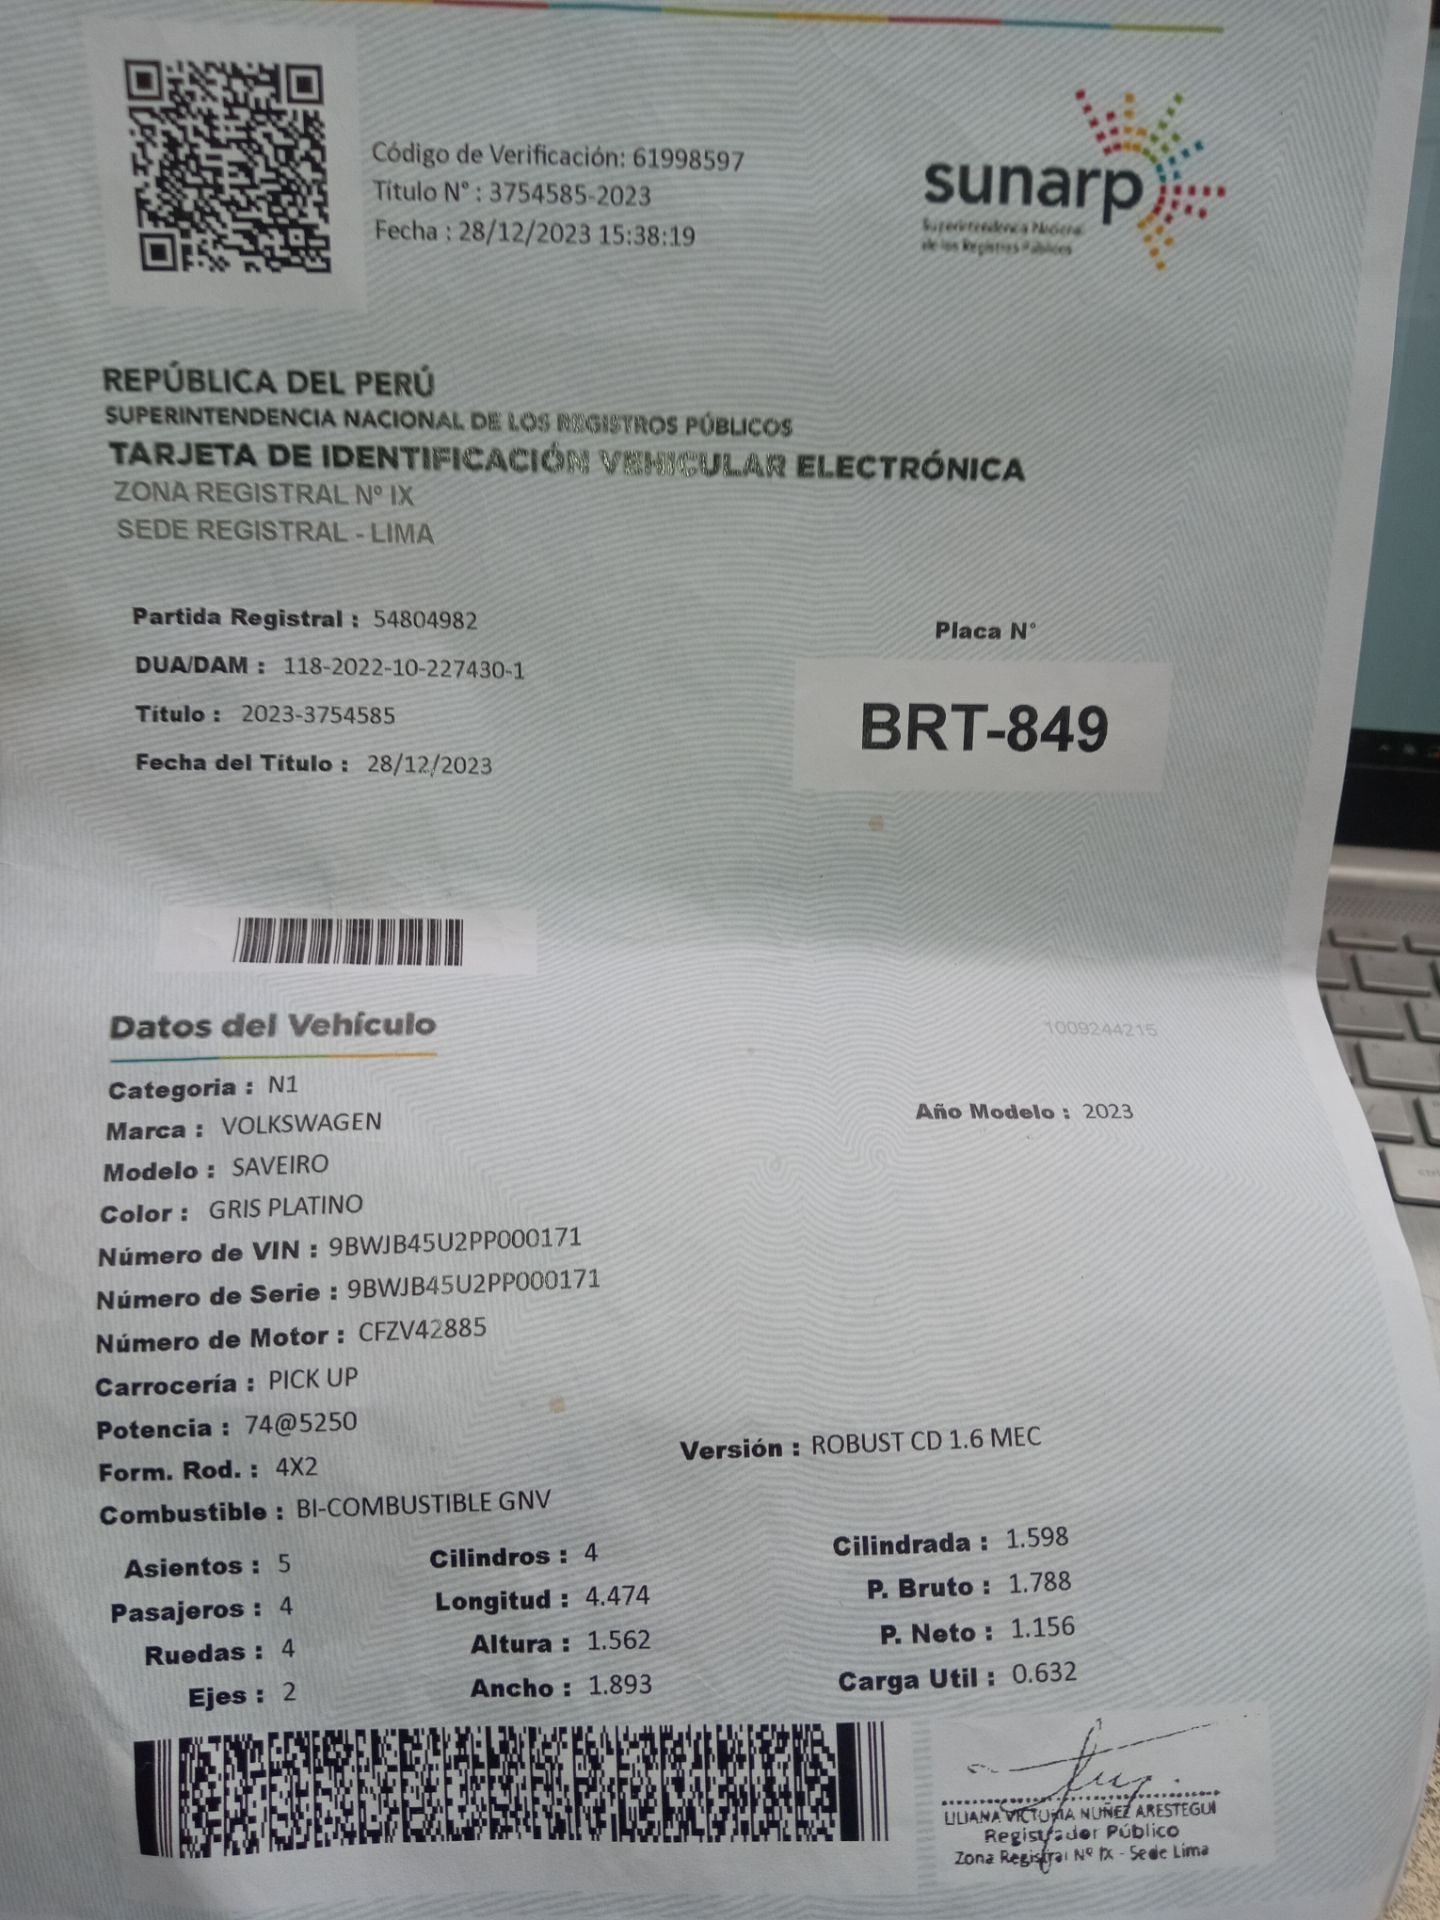 Código de Verificación: 61998597
Título N° : 3754585-2023
Fecha : 28/12/2023 15:38:19
sunarp
Superintendencia Nacional
de los Registros Públicos
REPÚBLICA DEL PERÚ
SUPERINTENDENCIA NACIONAL DE LOS REGISTROS PÚBLICOS
TARJETA DE IDENTIFICACIÓN VEHICULAR ELECTRÓNICA
ZONA REGISTRAL Nº IX
SEDE REGISTRAL - LIMA
Partida Registral : 54804982
DUA/DAM : 118-2022-10-227430-1
Título : 2023-3754585
Fecha del Título : 28/12/2023
Placa N°
BRT-849
Datos del Vehículo
1009244215
Categoria : N1
Marca : VOLKSWAGEN
Año Modelo : 2023
Modelo : SAVEIRO
Color : GRIS PLATINO
Número de VIN : 9BWJB45U2PP000171
Número de Serie : 9BWJB45U2PP000171
Número de Motor : CFZV42885
Carrocería : PICK UP
Potencia : 74@5250
Versión : ROBUST CD 1.6 MEC
Form. Rod. : 4X2
Combustible : BI-COMBUSTIBLE GNV
Asientos : 5 Cilindros : 4 Cilindrada : 1.598
Pasajeros : 4 Longitud : 4.474 P. Bruto : 1.788
Ruedas : 4 Altura : 1.562 P. Neto : 1.156
Ejes : 2 Ancho : 1.893 Carga Util : 0.632
LILIANA VICTORIA NUÑEZ ARESTEGUI
Registrador Público
Zona Registral Nº IX - Sede Lima